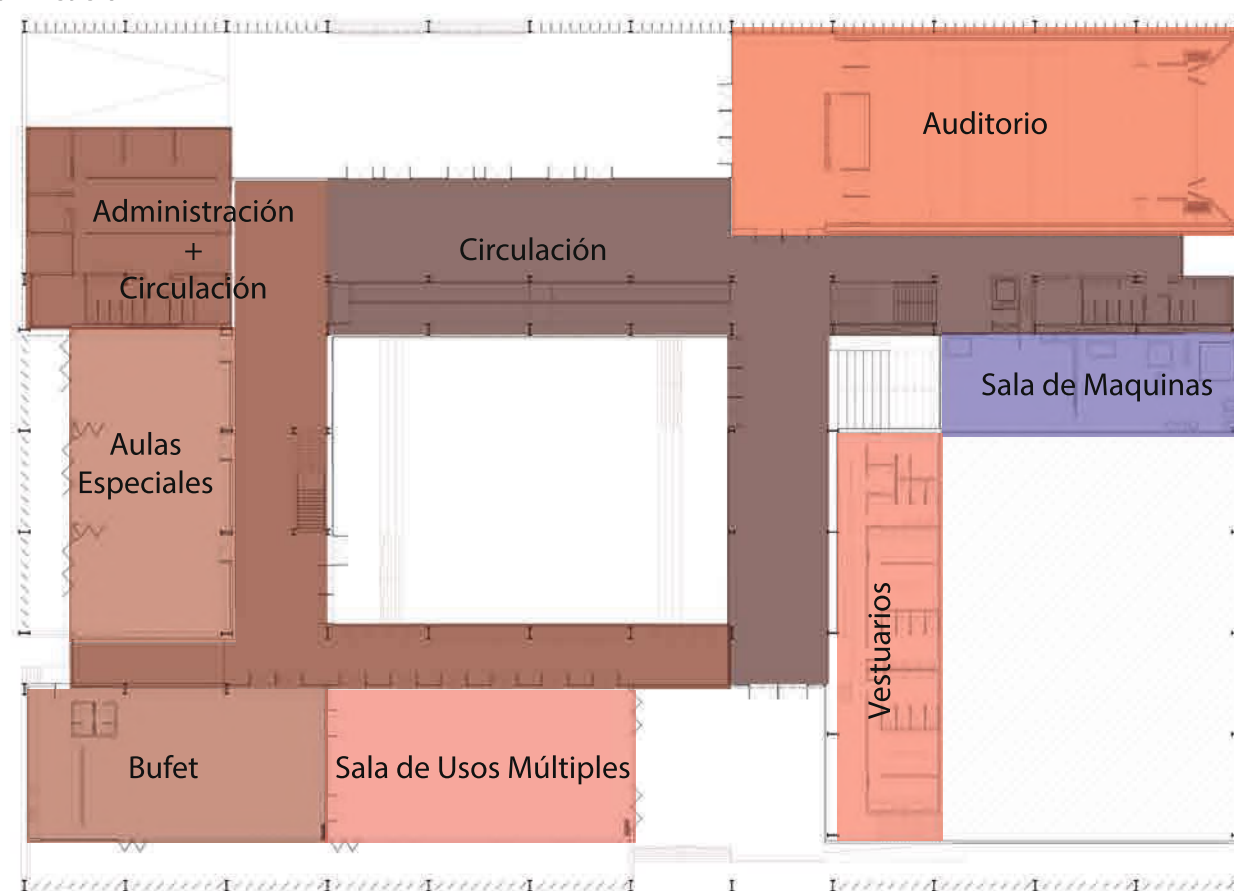 Auditorio
Administración
+
Circulación
Circulación
Sala de Maquinas
Aulas
Especiales
Vestuarios
Bufet
Sala de Usos Múltiples